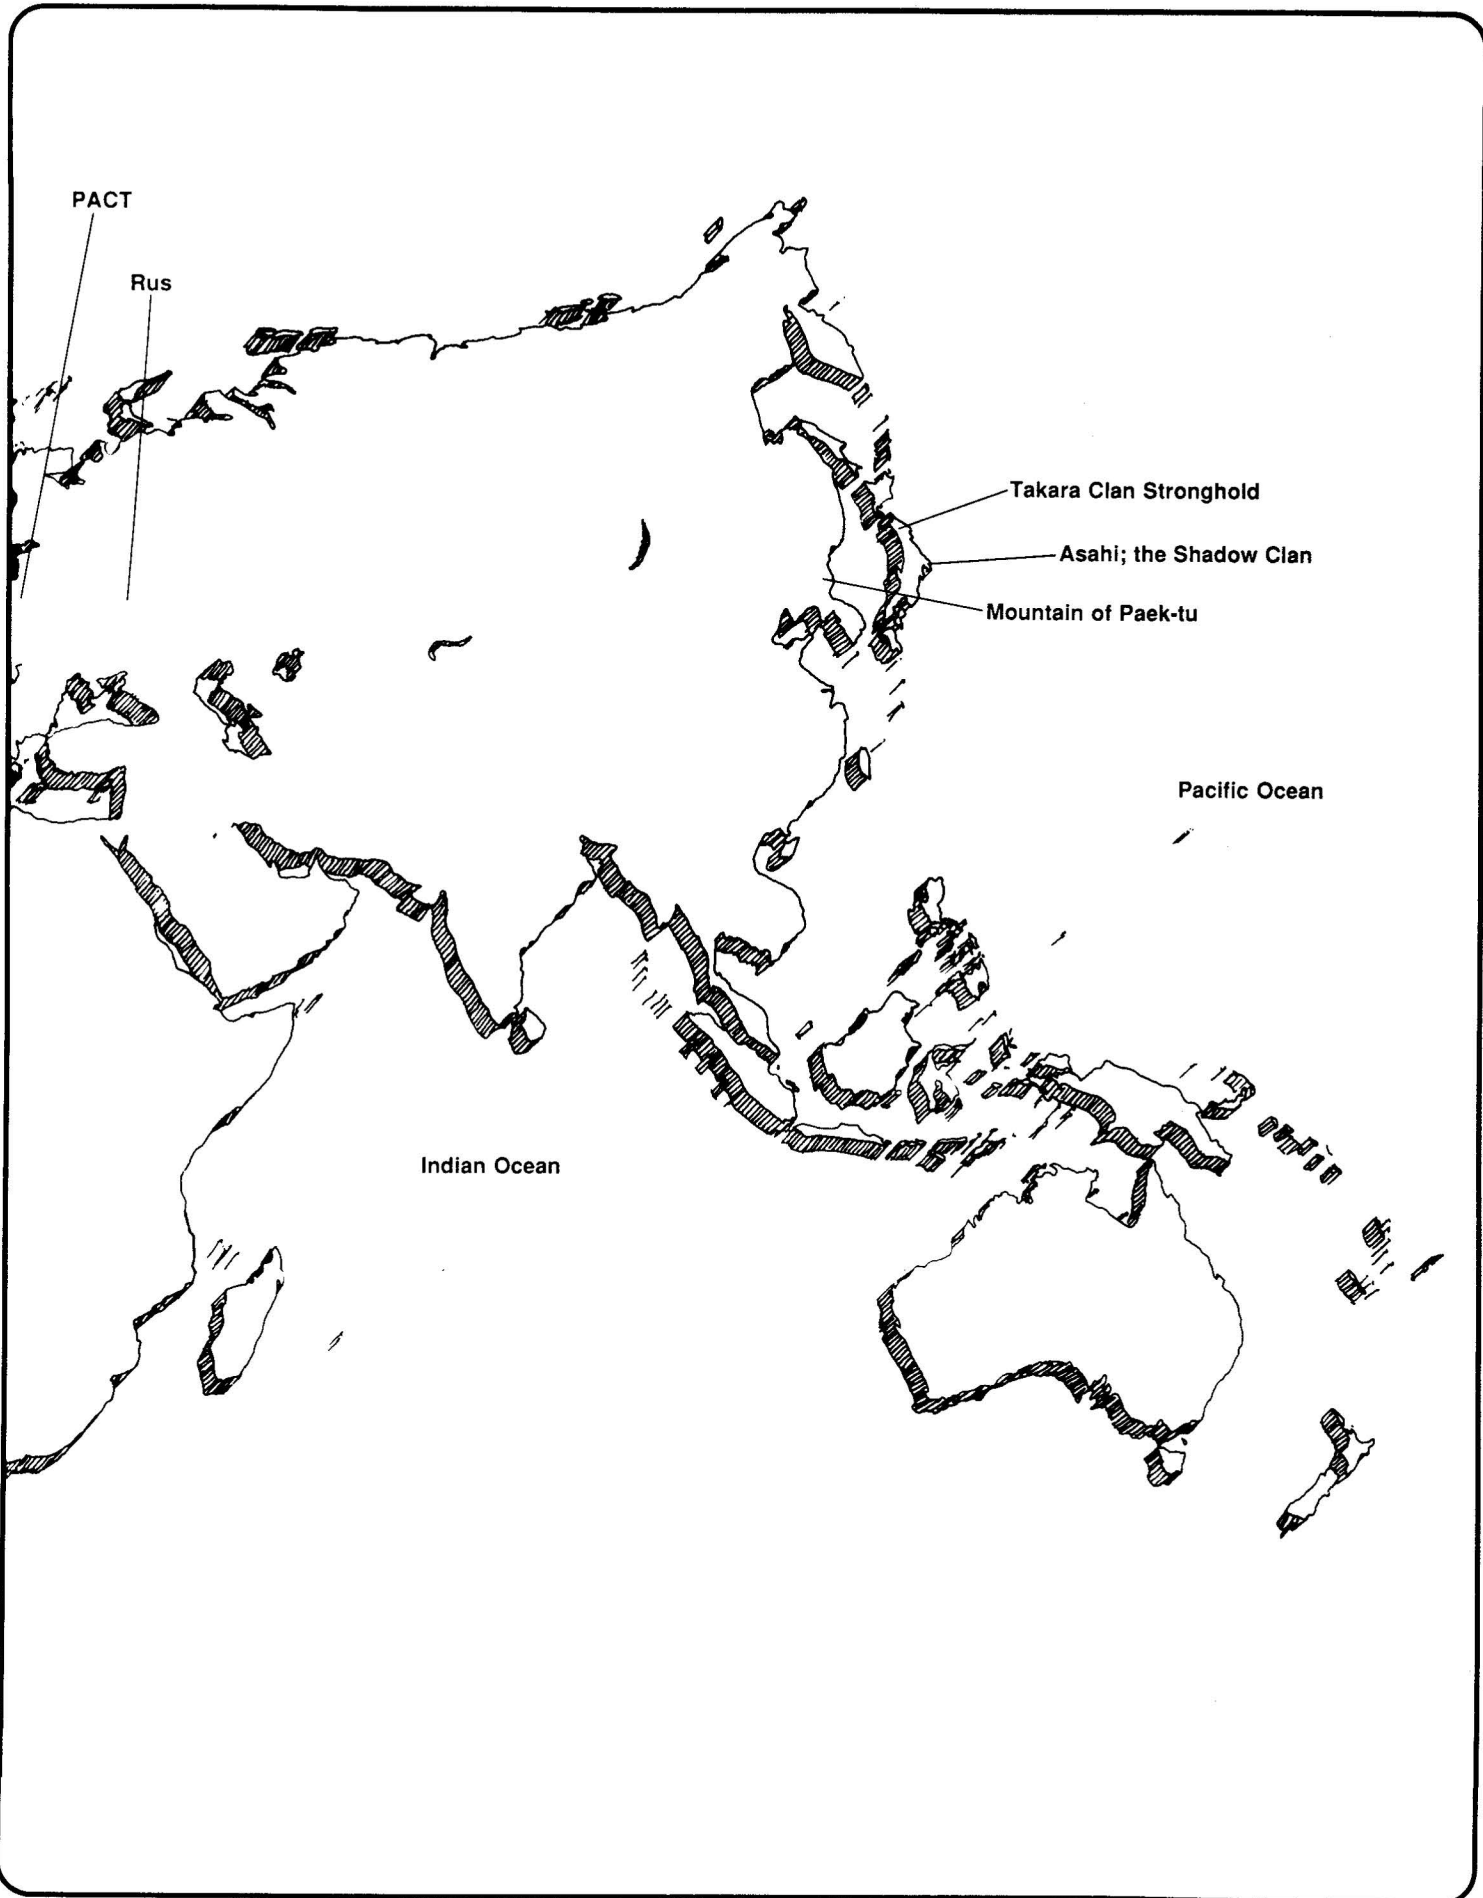 PACT
Rus
Takara Clan Stronghold
Asahi; the Shadow Clan
Mountain of Paek-tu
Pacific Ocean
Indian Ocean